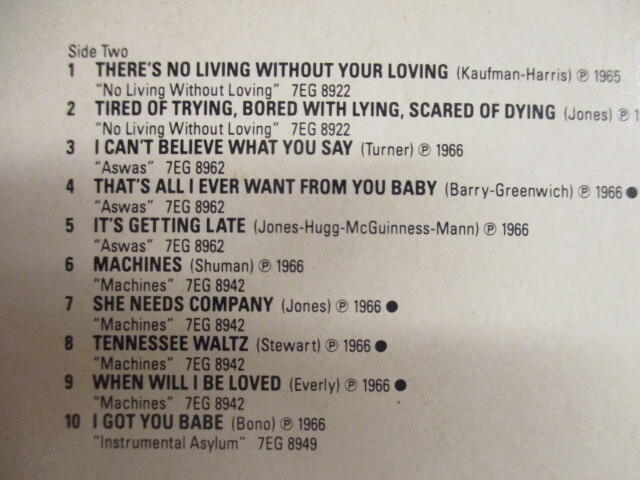 Side Two
1 THERE'S NO LIVING WITHOUT YOUR LOVING (Kaufman-Harris) ℗ 1965
"No Living Without Loving" 7EG 8922
2 TIRED OF TRYING, BORED WITH LYING, SCARED OF DYING (Jones) ℗
"No Living Without Loving" 7EG 8922
3 I CAN'T BELIEVE WHAT YOU SAY (Turner) ℗ 1966
"Aswas" 7EG 8962
4 THAT'S ALL I EVER WANT FROM YOU BABY (Barry-Greenwich) ℗ 1966 ●
"Aswas" 7EG 8962
5 IT'S GETTING LATE (Jones-Hugg-McGuinness-Mann) ℗ 1966
"Aswas" 7EG 8962
6 MACHINES (Shuman) ℗ 1966
"Machines" 7EG 8942
7 SHE NEEDS COMPANY (Jones) ℗ 1966 ●
"Machines" 7EG 8942
8 TENNESSEE WALTZ (Stewart) ℗ 1966 ●
"Machines" 7EG 8942
9 WHEN WILL I BE LOVED (Everly) ℗ 1966 ●
"Machines" 7EG 8942
10 I GOT YOU BABE (Bono) ℗ 1966
"Instrumental Asylum" 7EG 8949